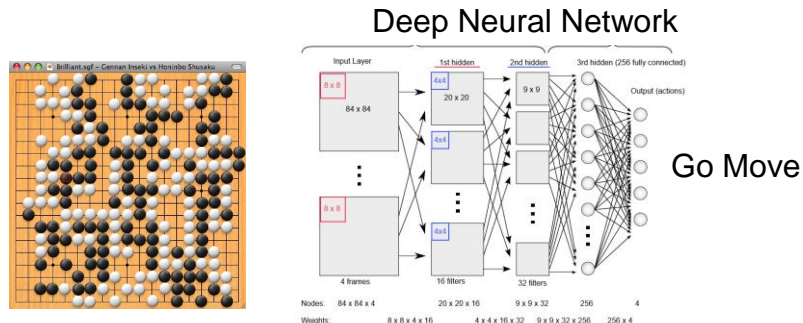 Deep Neural Network
Brilliant.sgf - Gennan Inseki vs Honinbo Shusaku
Input Layer
1st hidden
2nd hidden
3rd hidden (256 fully connected)
Output (actions)
8 x 8
84 x 84
4x4
20 x 20
9 x 9
4x4
Go Move
8 x 8
4x4
4 frames
16 filters
32 filters
Nodes: 84 x 84 x 4 20 x 20 x 16 9 x 9 x 32 256 4
Weights: 8 x 8 x 4 x 16 4 x 4 x 16 x 32 9 x 9 x 32 x 256 256 x 4